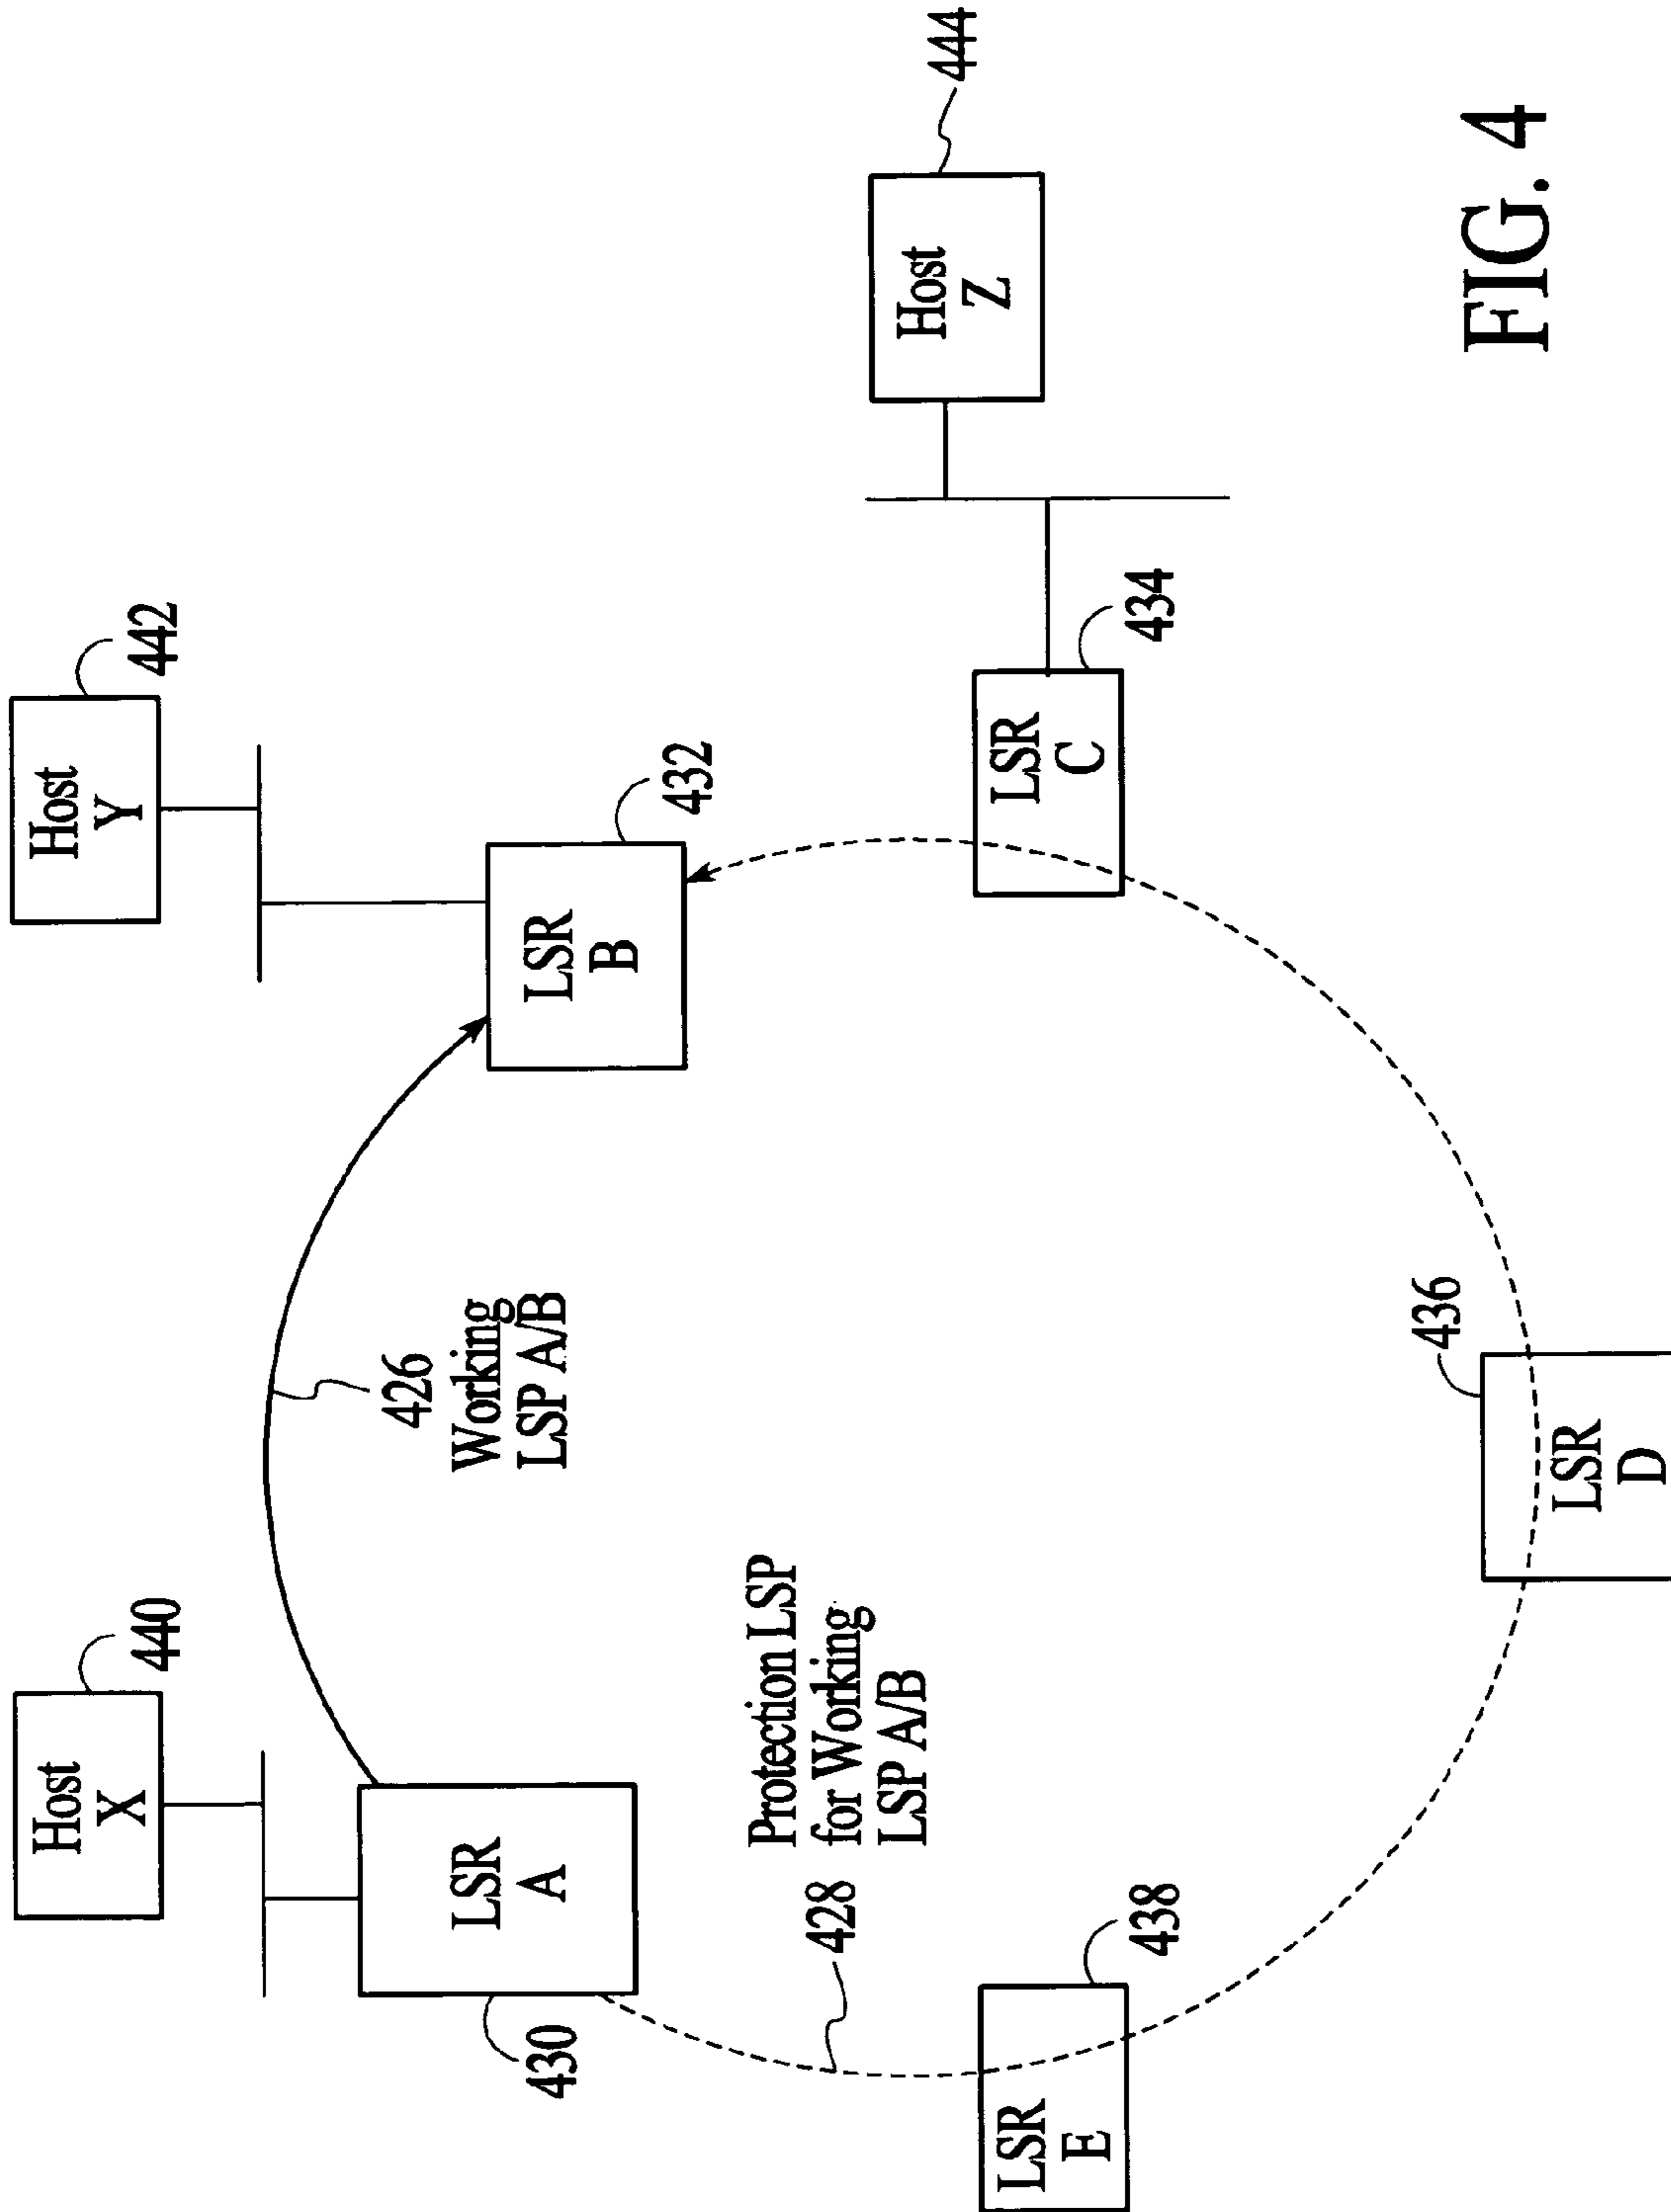 Host
X
440
Host
Y
442
LSR
A
430
426
Working
LSP A/B
LSR
B
432
428
Protection LSP
for Working
LSP A/B
Host
Z
444
LSR
E
438
LSR
C
434
436
LSR
D
FIG. 4